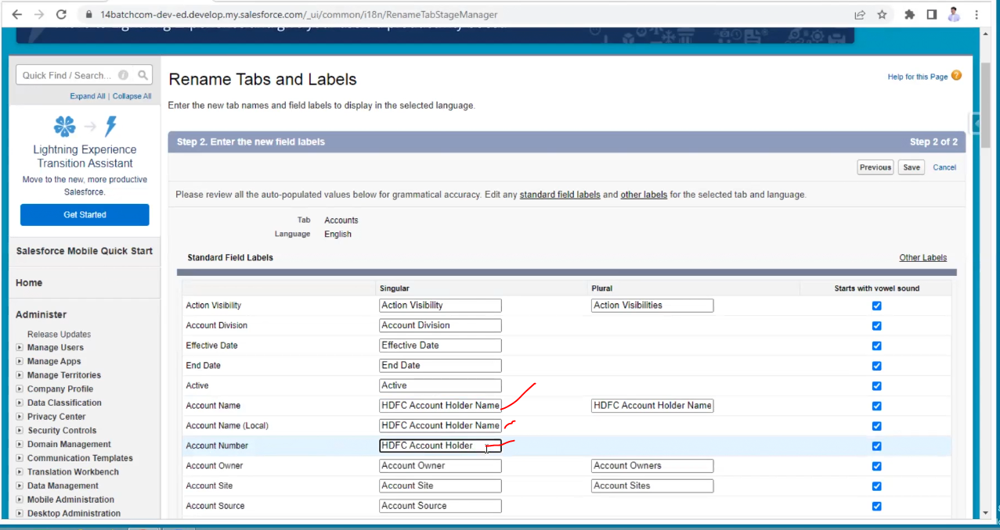 14batchcom-dev-ed.develop.my.salesforce.com/_ui/common/i18n/RenameTabStageManager
Quick Find / Search...
Expand All | Collapse All
Lightning Experience
Transition Assistant
Move to the new, more productive
Salesforce.
Get Started
Salesforce Mobile Quick Start
Home
Administer
Release Updates
Manage Users
Manage Apps
Manage Territories
Company Profile
Data Classification
Privacy Center
Security Controls
Domain Management
Communication Templates
Translation Workbench
Data Management
Mobile Administration
Desktop Administration
Rename Tabs and Labels
Help for this Page
Enter the new tab names and field labels to display in the selected language.
Step 2. Enter the new field labels Step 2 of 2
Previous Save Cancel
Please review all the auto-populated values below for grammatical accuracy. Edit any standard field labels and other labels for the selected tab and language.
Tab Accounts
Language English
Standard Field Labels Other Labels
Singular Plural Starts with vowel sound
Action Visibility Action Visibility Action Visibilities
Account Division Account Division
Effective Date Effective Date
End Date End Date
Active Active
Account Name HDFC Account Holder Name HDFC Account Holder Name
Account Name (Local) HDFC Account Holder Name
Account Number HDFC Account Holder
Account Owner Account Owner Account Owners
Account Site Account Site Account Sites
Account Source Account Source